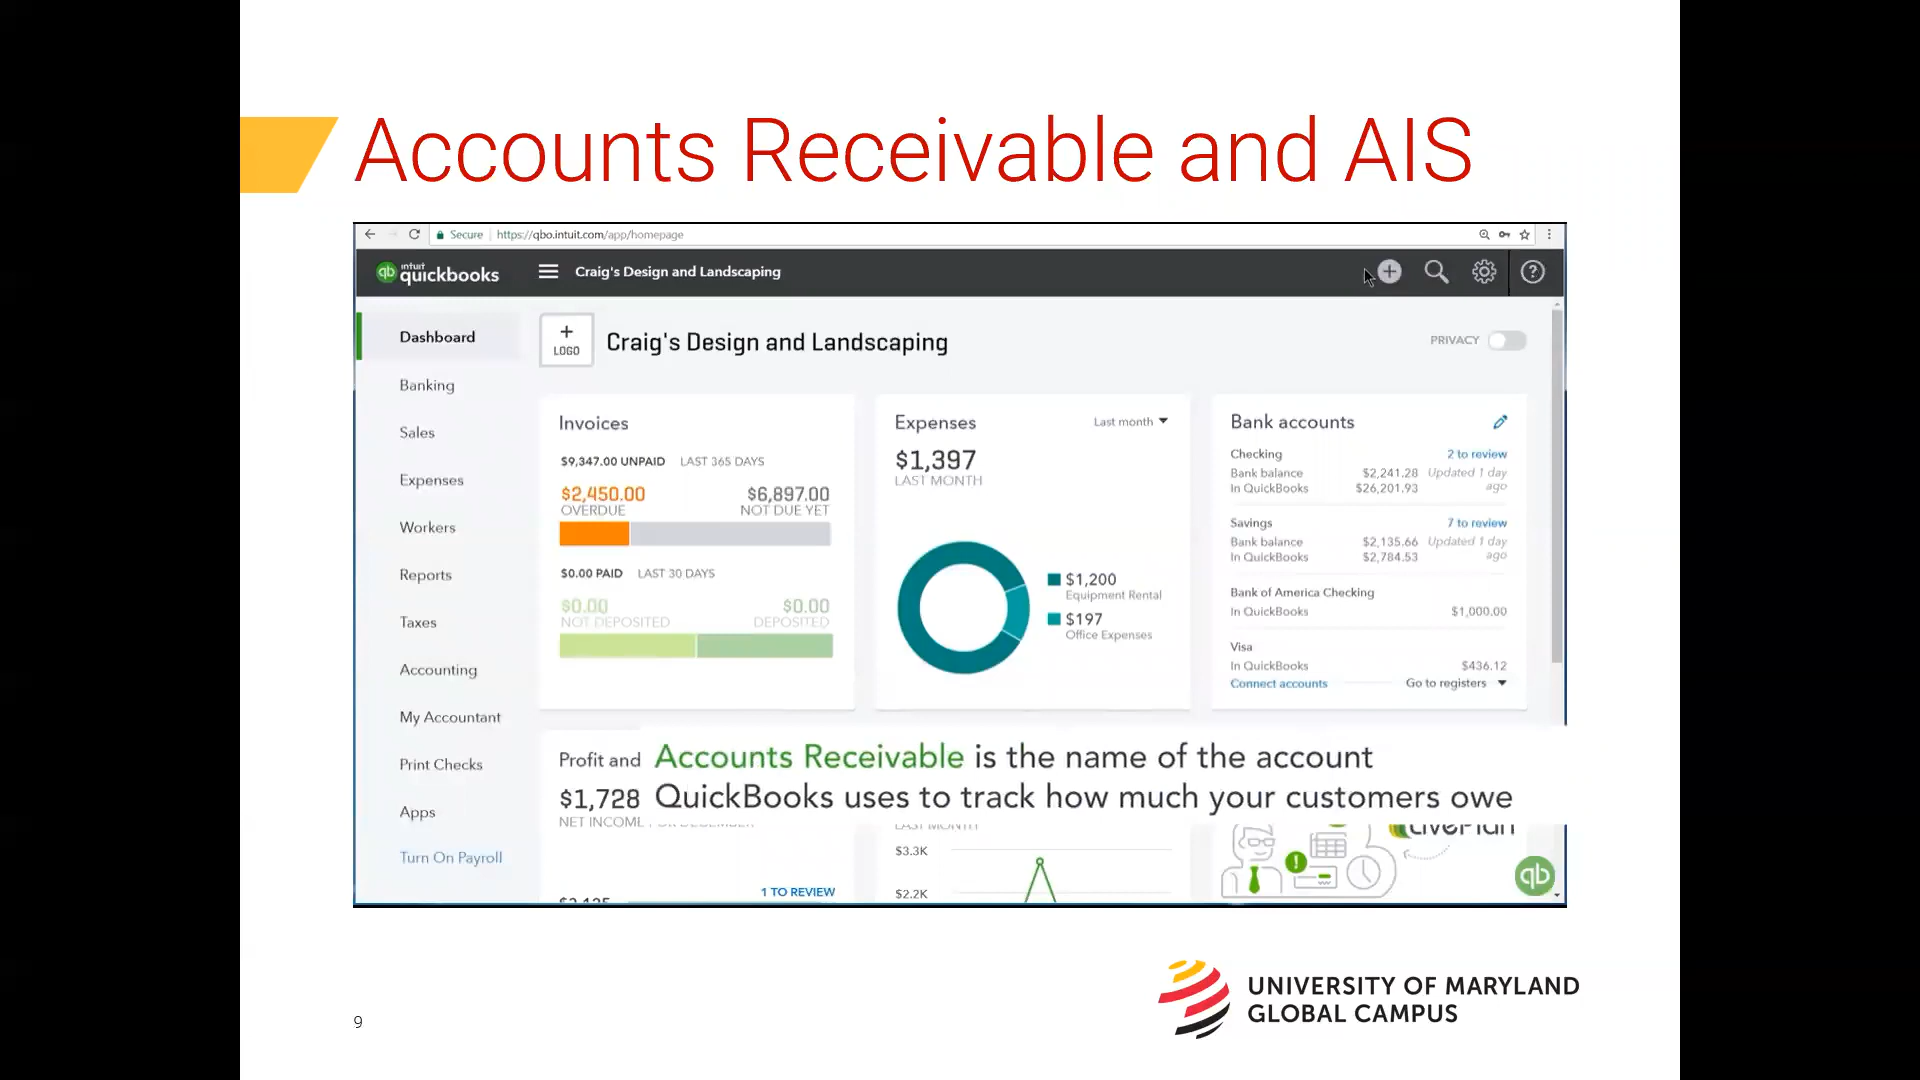 Accounts Receivable and AIS
Secure https://qbo.intuit.com/app/homepage
intuit
qb quickbooks
Craig's Design and Landscaping
Dashboard
Banking
Sales
Expenses
Workers
Reports
Taxes
Accounting
My Accountant
Print Checks
Apps
Turn On Payroll
+
LOGO
Craig's Design and Landscaping
PRIVACY
Invoices
$9,347.00 UNPAID LAST 365 DAYS
$2,450.00 $6,897.00
OVERDUE NOT DUE YET
$0.00 PAID LAST 30 DAYS
$0.00 $0.00
NOT DEPOSITED DEPOSITED
Expenses Last month
$1,397
LAST MONTH
$1,200
Equipment Rental
$197
Office Expenses
Bank accounts
Checking 2 to review
Bank balance $2,241.28 Updated 1 day
In QuickBooks $26,201.93 ago
Savings 7 to review
Bank balance $2,135.66 Updated 1 day
In QuickBooks $2,784.53 ago
Bank of America Checking
In QuickBooks $1,000.00
Visa
In QuickBooks $436.12
Connect accounts Go to registers
Profit and
$1,728
NET INCOME FOR DECEMBER
1 TO REVIEW
Accounts Receivable is the name of the account
QuickBooks uses to track how much your customers owe
LAST MONTH
$3.3K
$2.2K
LivePlan
qb
UNIVERSITY OF MARYLAND
GLOBAL CAMPUS
9